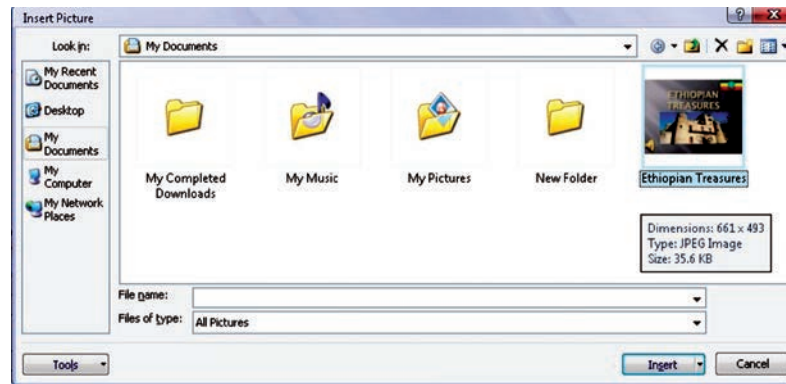 Insert Picture
Look in:
My Documents
My Recent
Documents
Desktop
My
Documents
My
Computer
My Network
Places
My Completed
Downloads
My Music
My Pictures
New Folder
ETHIOPIAN
TREASURES
Ethiopian Treasures
Dimensions: 661 x 493
Type: JPEG Image
Size: 35.6 KB
File name:
Files of type:
All Pictures
Tools
Insert
Cancel